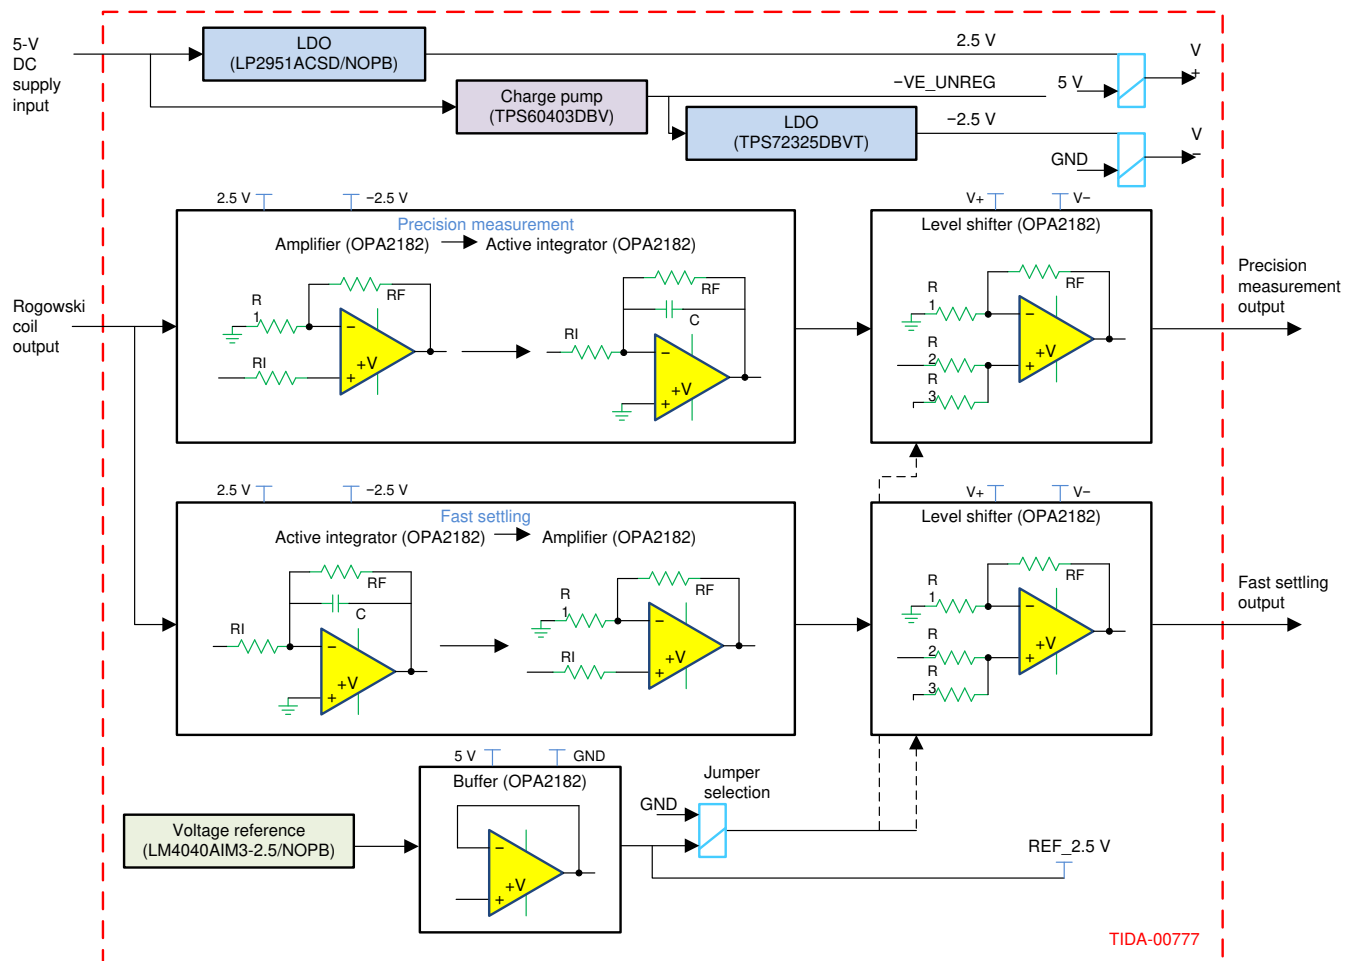 5-V
DC
supply
input
LDO
(LP2951ACSD/NOPB)
2.5 V
V
+
Charge pump
(TPS60403DBV)
−VE_UNREG
5 V
LDO
(TPS72325DBVT)
−2.5 V
V
−
GND
2.5 V
−2.5 V
Precision measurement
Amplifier (OPA2182)
Active integrator (OPA2182)
R
1
RF
RI
+V
−
+
RF
C
RI
+V
−
+
V+
V−
Level shifter (OPA2182)
R
1
RF
R
2
R
3
+V
−
+
Rogowski
coil
output
Precision
measurement
output
2.5 V
−2.5 V
Fast settling
Active integrator (OPA2182)
Amplifier (OPA2182)
RF
C
RI
+V
−
+
R
1
RF
RI
+V
−
+
V+
V−
Level shifter (OPA2182)
R
1
RF
R
2
R
3
+V
−
+
Fast settling
output
5 V
GND
Buffer (OPA2182)
−
+V
+
Voltage reference
(LM4040AIM3-2.5/NOPB)
Jumper
selection
GND
REF_2.5 V
TIDA-00777